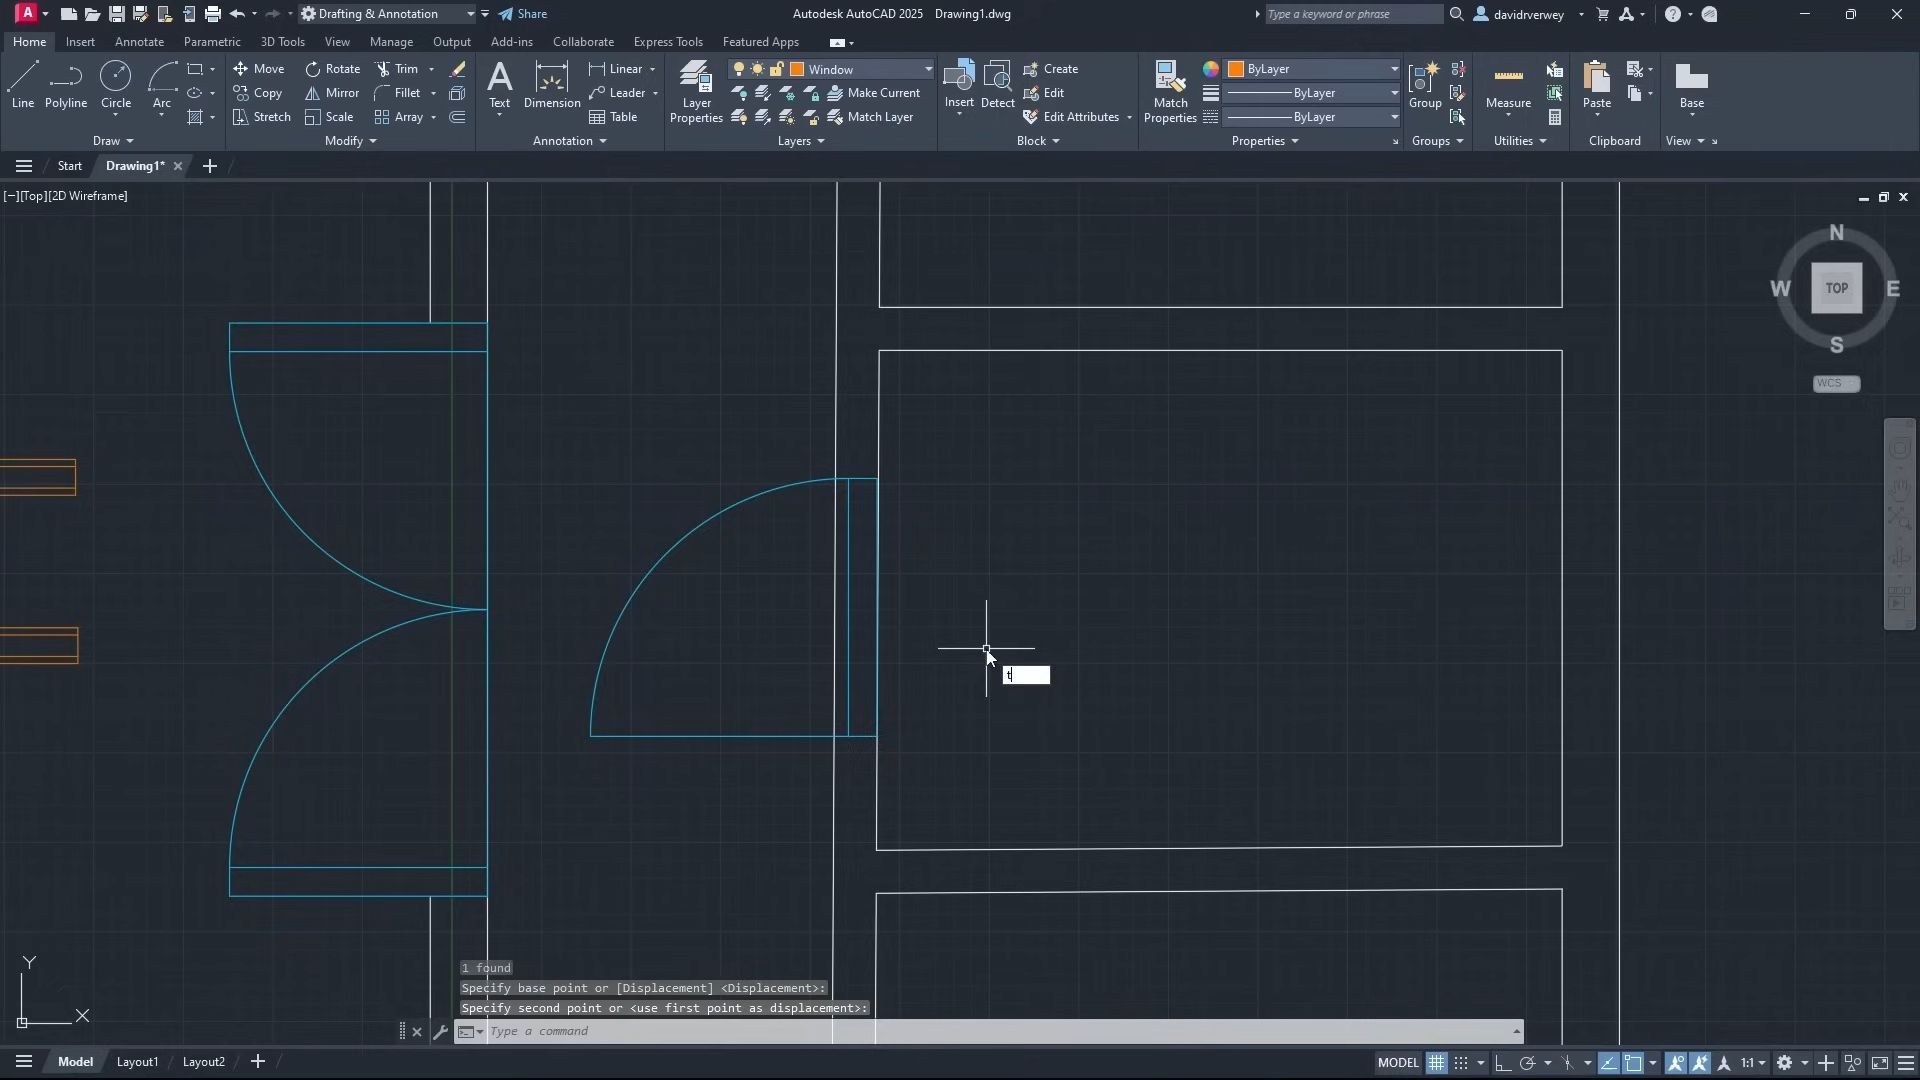 A
Drafting & Annotation
Share
Autodesk AutoCAD 2025 Drawing1.dwg
Type a keyword or phrase
davidrverwey
Home Insert Annotate Parametric 3D Tools View Manage Output Add-ins Collaborate Express Tools Featured Apps
Line
Polyline
Circle
Arc
Draw
Move
Rotate
Trim
Copy
Mirror
Fillet
Stretch
Scale
Array
Modify
Text
Dimension
Linear
Leader
Table
Annotation
Layer
Properties
Window
Make Current
Match Layer
Layers
Insert
Detect
Create
Edit
Edit Attributes
Block
Match
Properties
ByLayer
ByLayer
ByLayer
Properties
Group
Groups
Measure
Utilities
Paste
Clipboard
Base
View
Start
Drawing1*
[−][Top][2D Wireframe]
N
W
TOP
E
S
WCS
t
Y
X
1 found
Specify base point or [Displacement] <Displacement>:
Specify second point or <use first point as displacement>:
Type a command
Model Layout1 Layout2
MODEL
1:1